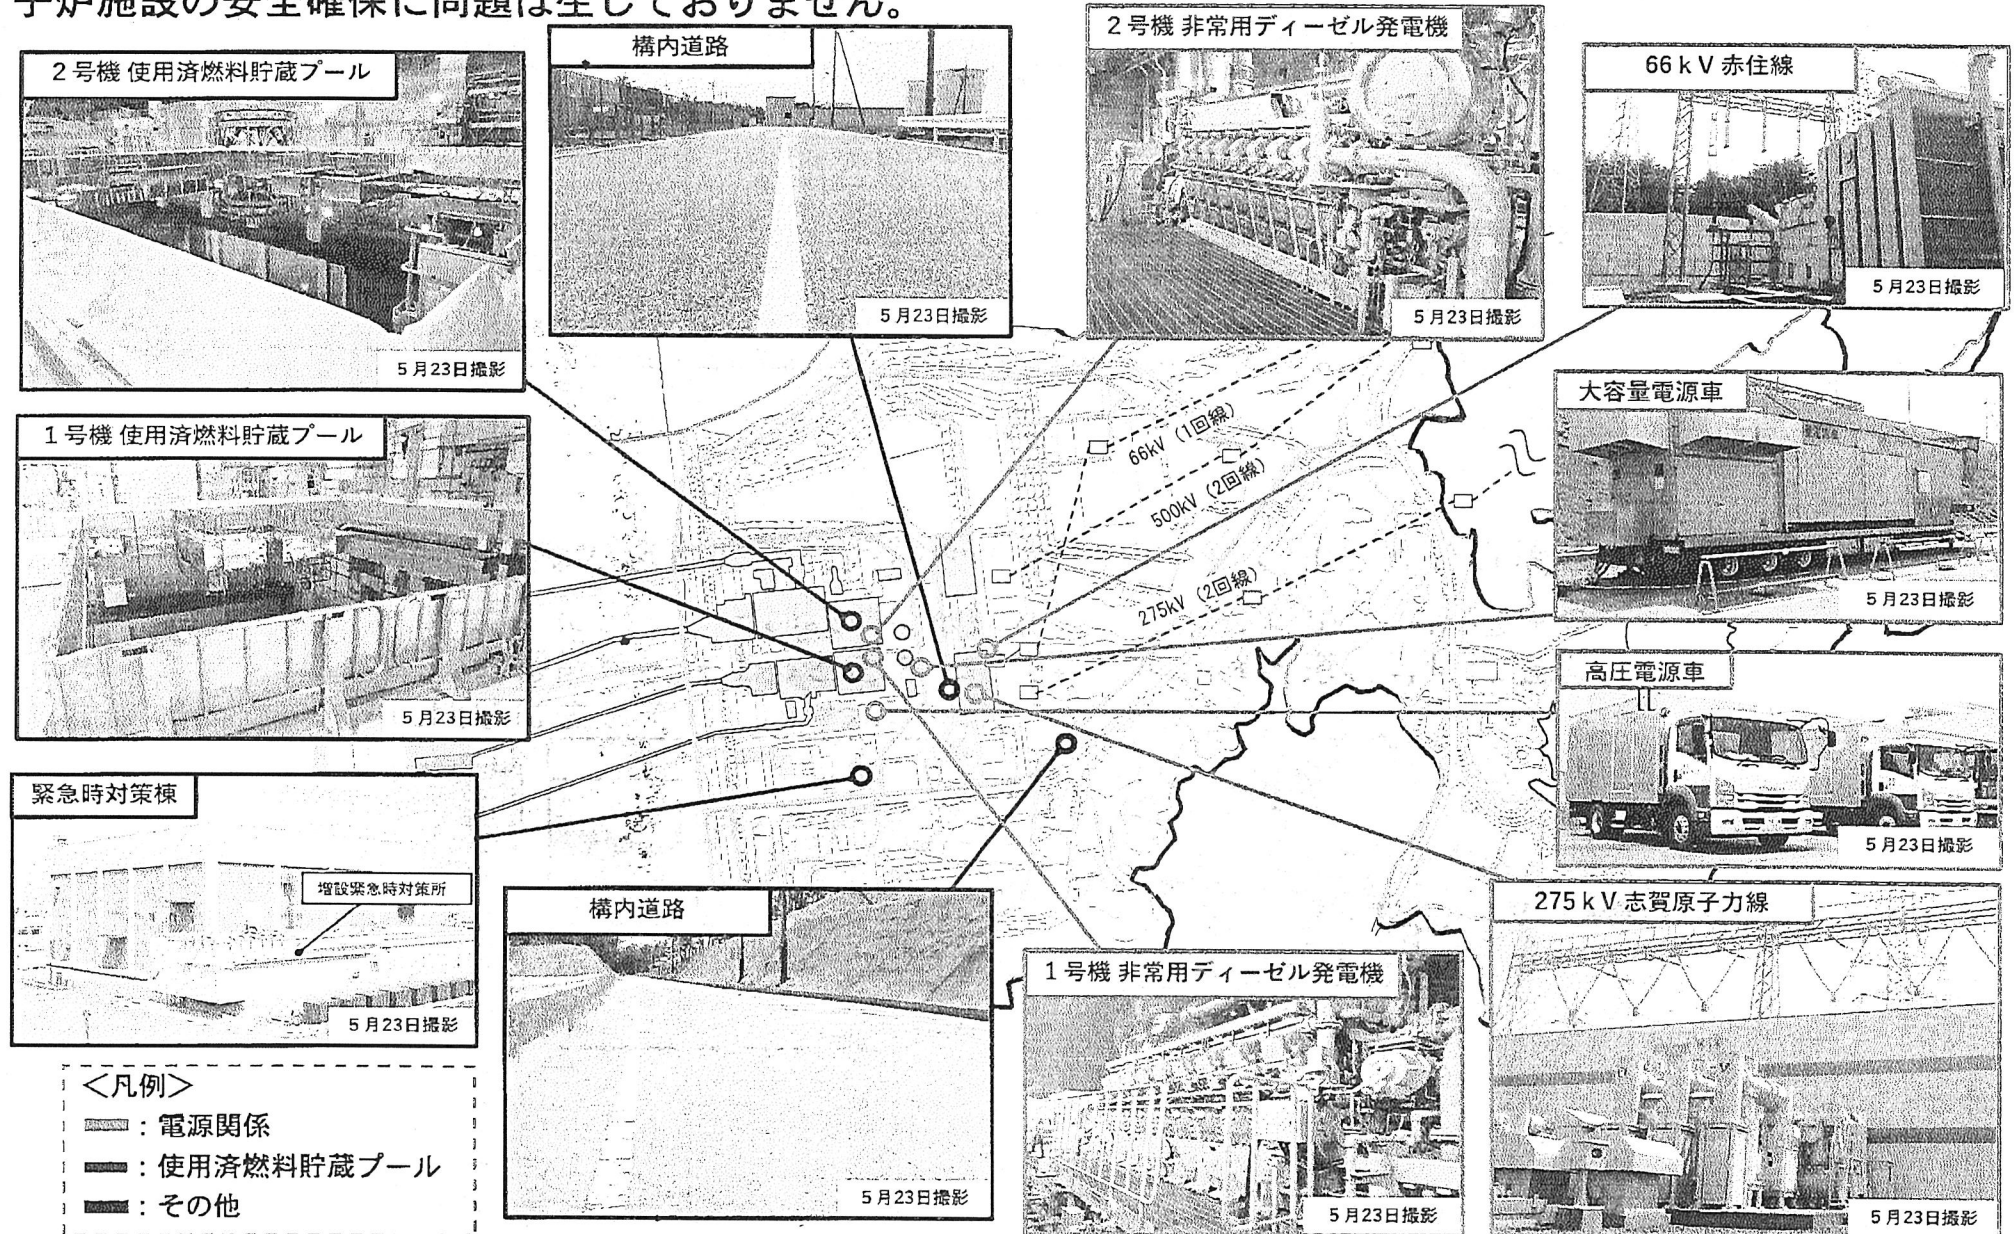 子炉施設の安全確保に問題は生じておりません。
2号機 使用済燃料貯蔵プール
5月23日撮影
構内道路
5月23日撮影
2号機 非常用ディーゼル発電機
5月23日撮影
66kV 赤住線
5月23日撮影
1号機 使用済燃料貯蔵プール
5月23日撮影
66kV（1回線）
500kV（2回線）
275kV（2回線）
大容量電源車
5月23日撮影
高圧電源車
5月23日撮影
緊急時対策棟
増設緊急時対策所
5月23日撮影
構内道路
5月23日撮影
1号機 非常用ディーゼル発電機
5月23日撮影
275kV 志賀原子力線
5月23日撮影
＜凡例＞
：電源関係
：使用済燃料貯蔵プール
：その他